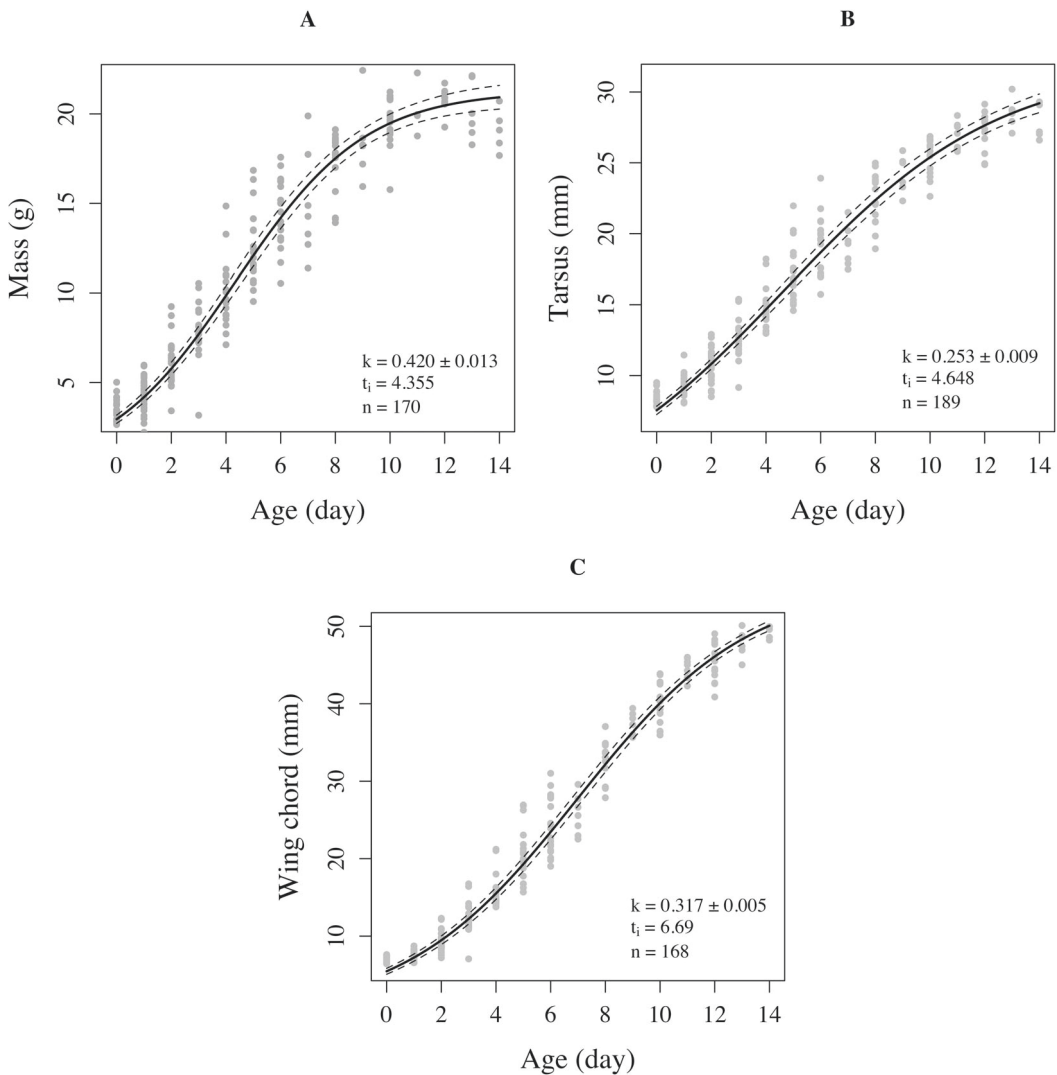 A
Mass (g)
20
15
10
5
k = 0.420 ± 0.013
tᵢ = 4.355
n = 170
0 2 4 6 8 10 12 14
Age (day)
B
Tarsus (mm)
30
25
20
15
10
k = 0.253 ± 0.009
tᵢ = 4.648
n = 189
0 2 4 6 8 10 12 14
Age (day)
C
Wing chord (mm)
50
40
30
20
10
k = 0.317 ± 0.005
tᵢ = 6.69
n = 168
0 2 4 6 8 10 12 14
Age (day)